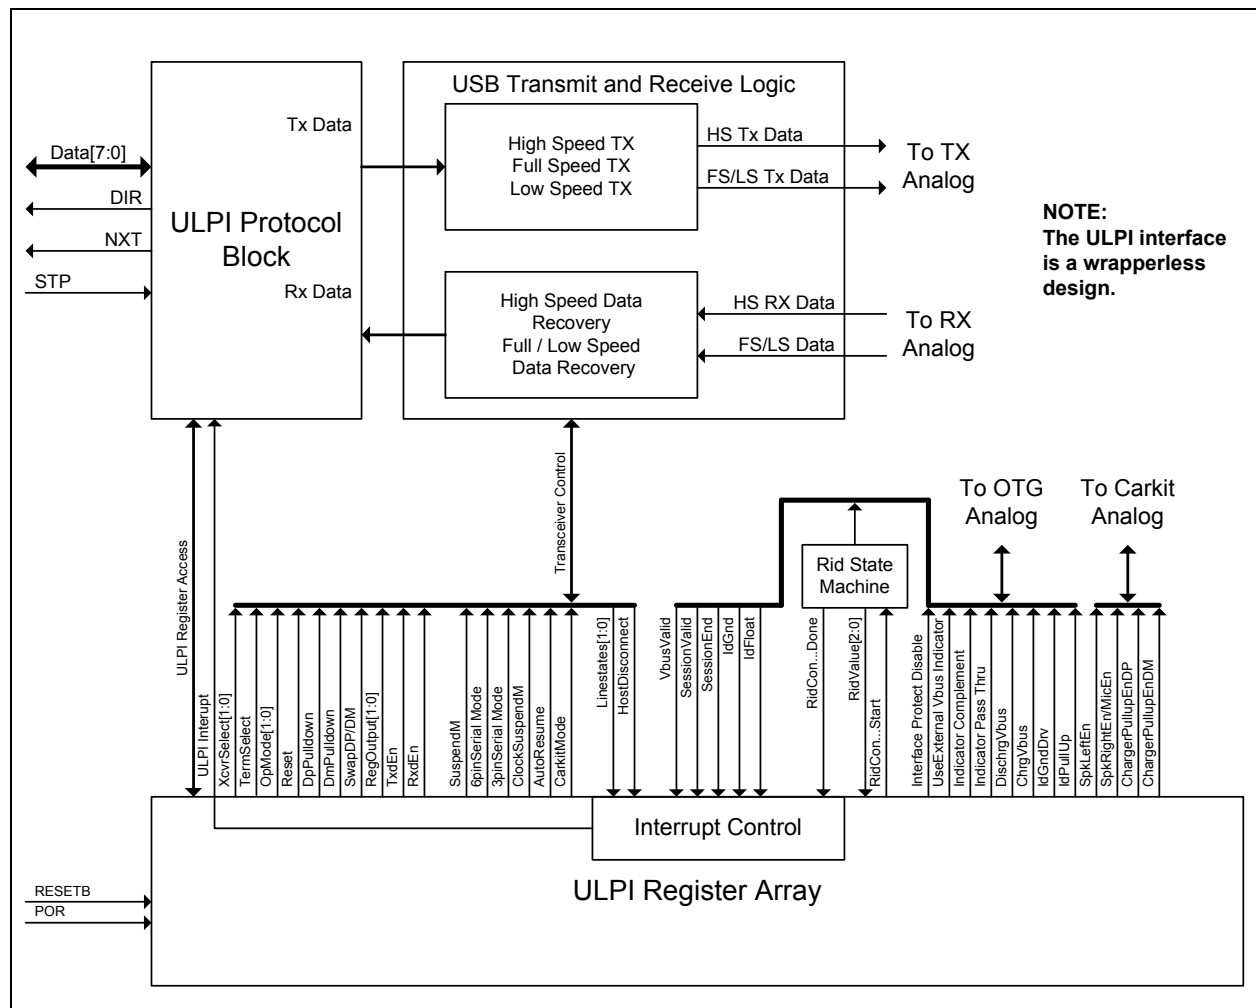 USB Transmit and Receive Logic
Tx Data
High Speed TX
Full Speed TX
Low Speed TX
HS Tx Data
FS/LS Tx Data
To TX
Analog
Data[7:0]
DIR
NXT
STP
ULPI Protocol
Block
Rx Data
High Speed Data
Recovery
Full / Low Speed
Data Recovery
HS RX Data
FS/LS Data
To RX
Analog
NOTE:
The ULPI interface
is a wrapperless
design.
To OTG
Analog
To Carkit
Analog
Rid State
Machine
ULPI Register Access
ULPI Interupt
Transceiver Control
XcvrSelect[1:0]
TermSelect
OpMode[1:0]
Reset
DpPulldown
DmPulldown
SwapDP/DM
RegOutput[1:0]
TxdEn
RxdEn
SuspendM
6pinSerial Mode
3pinSerial Mode
ClockSuspendM
AutoResume
CarkitMode
Linestates[1:0]
HostDisconnect
VbusValid
SessionValid
SessionEnd
IdGnd
IdFloat
RidCon...Done
RidValue[2:0]
RidCon...Start
Interface Protect Disable
UseExternal Vbus Indicator
Indicator Complement
Indicator Pass Thru
DischrgVbus
ChrgVbus
IdGndDrv
IdPullUp
SpkLeftEn
SpkRightEn/MicEn
ChargerPullupEnDP
ChargerPullupEnDM
Interrupt Control
ULPI Register Array
RESETB
POR